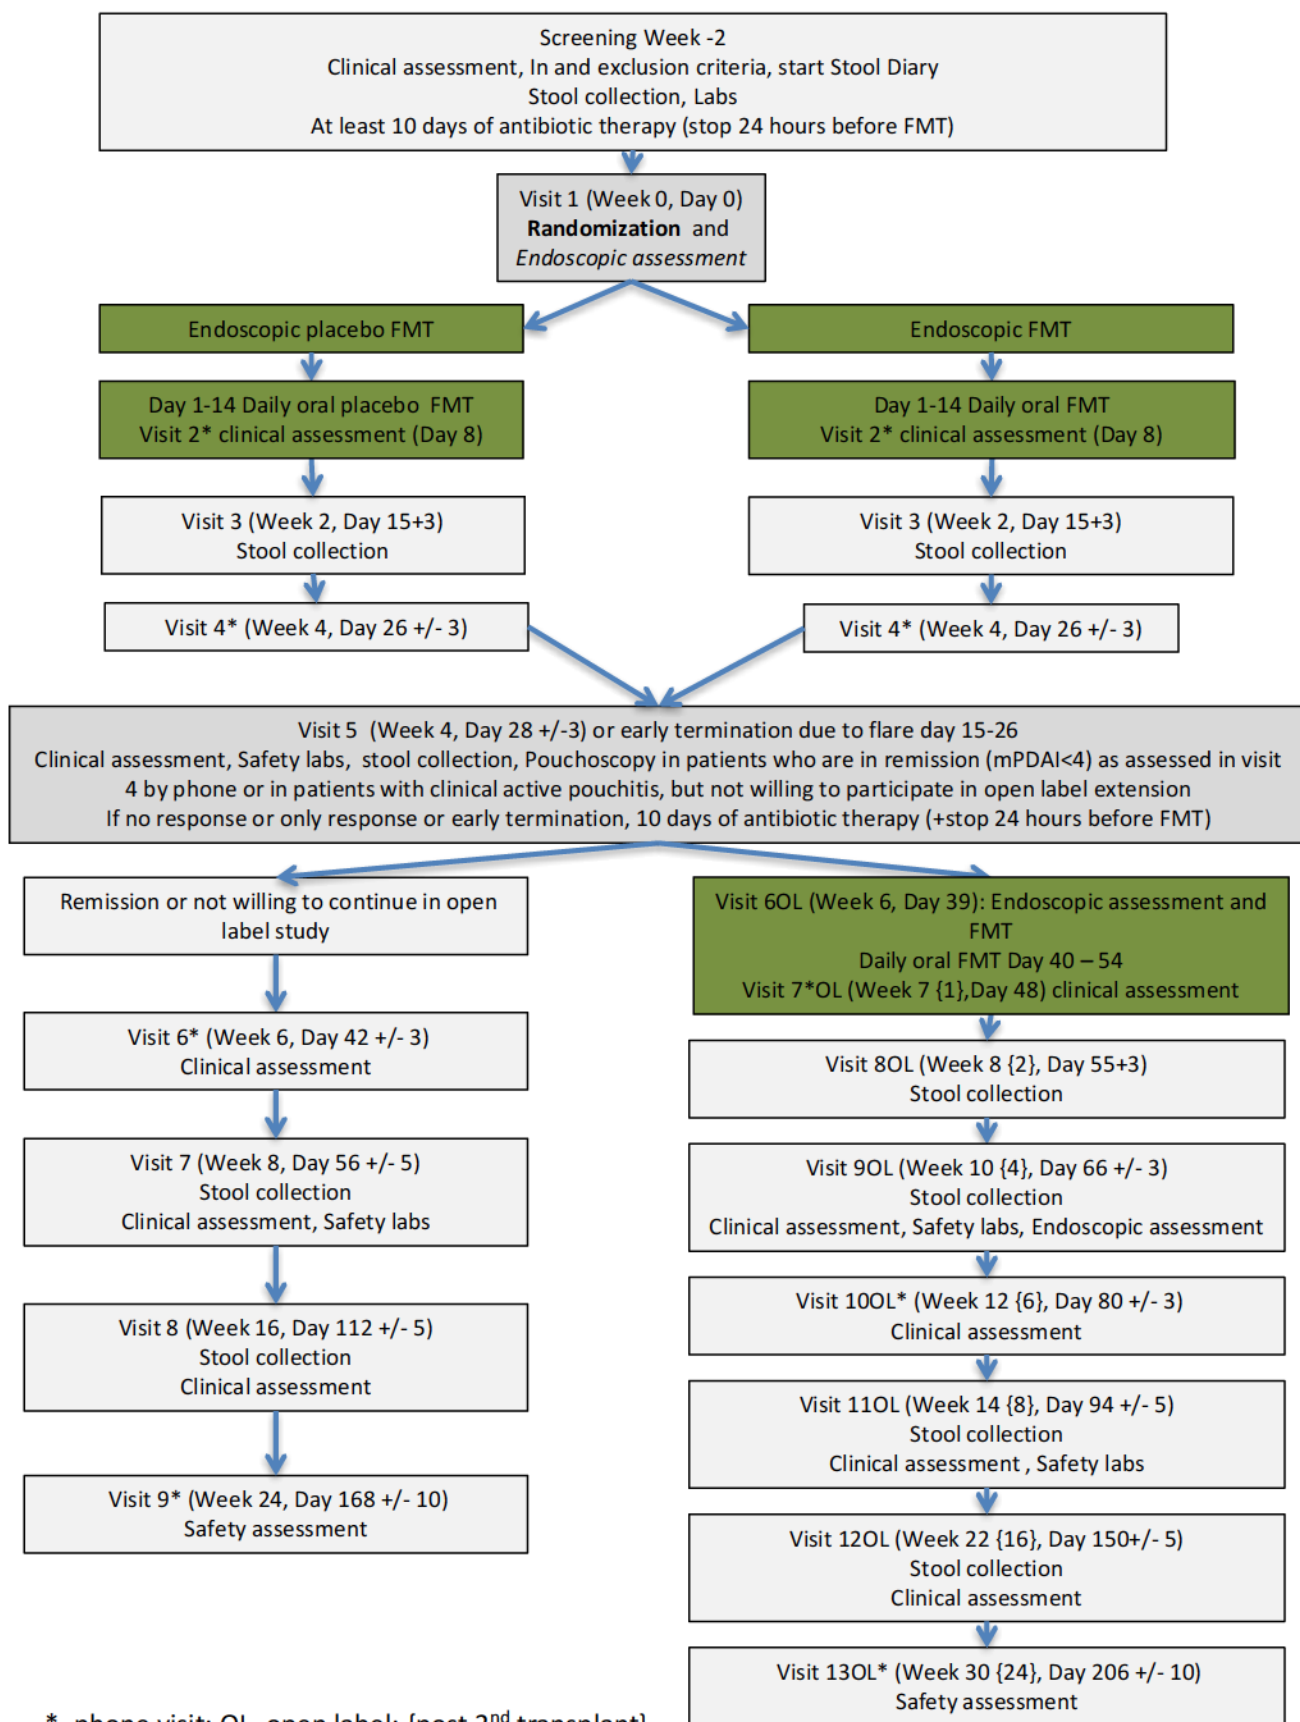 Screening Week -2
Clinical assessment, In and exclusion criteria, start Stool Diary
Stool collection, Labs
At least 10 days of antibiotic therapy (stop 24 hours before FMT)
Visit 1 (Week 0, Day 0)
Randomization and
Endoscopic assessment
Endoscopic placebo FMT
Endoscopic FMT
Day 1-14 Daily oral placebo FMT
Visit 2* clinical assessment (Day 8)
Day 1-14 Daily oral FMT
Visit 2* clinical assessment (Day 8)
Visit 3 (Week 2, Day 15+3)
Stool collection
Visit 3 (Week 2, Day 15+3)
Stool collection
Visit 4* (Week 4, Day 26 +/- 3)
Visit 4* (Week 4, Day 26 +/- 3)
Visit 5 (Week 4, Day 28 +/-3) or early termination due to flare day 15-26
Clinical assessment, Safety labs, stool collection, Pouchoscopy in patients who are in remission (mPDAI<4) as assessed in visit
4 by phone or in patients with clinical active pouchitis, but not willing to participate in open label extension
If no response or only response or early termination, 10 days of antibiotic therapy (+stop 24 hours before FMT)
Remission or not willing to continue in open
label study
Visit 6* (Week 6, Day 42 +/- 3)
Clinical assessment
Visit 7 (Week 8, Day 56 +/- 5)
Stool collection
Clinical assessment, Safety labs
Visit 8 (Week 16, Day 112 +/- 5)
Stool collection
Clinical assessment
Visit 9* (Week 24, Day 168 +/- 10)
Safety assessment
Visit 6OL (Week 6, Day 39): Endoscopic assessment and
FMT
Daily oral FMT Day 40 – 54
Visit 7*OL (Week 7 {1},Day 48) clinical assessment
Visit 8OL (Week 8 {2}, Day 55+3)
Stool collection
Visit 9OL (Week 10 {4}, Day 66 +/- 3)
Stool collection
Clinical assessment, Safety labs, Endoscopic assessment
Visit 10OL* (Week 12 {6}, Day 80 +/- 3)
Clinical assessment
Visit 11OL (Week 14 {8}, Day 94 +/- 5)
Stool collection
Clinical assessment , Safety labs
Visit 12OL (Week 22 {16}, Day 150+/- 5)
Stool collection
Clinical assessment
Visit 13OL* (Week 30 {24}, Day 206 +/- 10)
Safety assessment
* phone visit; OL open label; {post 2nd transplant}